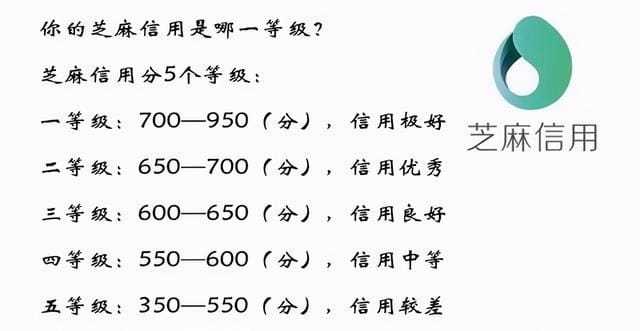 你的芝麻信用是哪一等级？
芝麻信用分5个等级：
一等级：700—950（分），信用极好
二等级：650—700（分），信用优秀
三等级：600—650（分），信用良好
四等级：550—600（分），信用中等
五等级：350—550（分），信用较差
芝麻信用